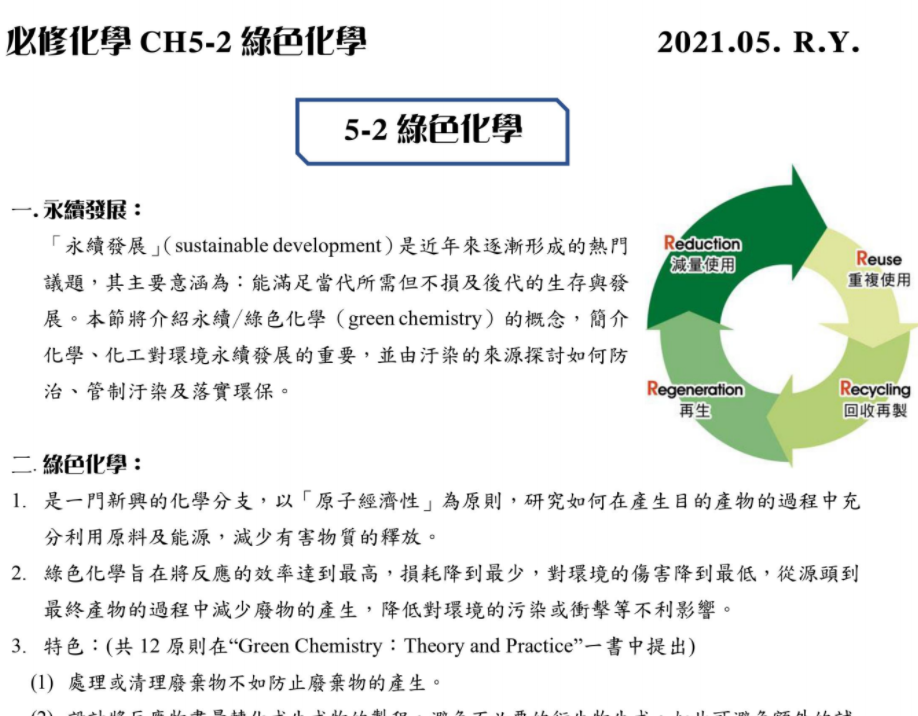 必修化學 CH5-2 綠色化學
2021.05. R.Y.
5-2 綠色化學
一. 永續發展：
「永續發展」（sustainable development）是近年來逐漸形成的熱門
議題，其主要意涵為：能滿足當代所需但不損及後代的生存與發
展。本節將介紹永續/綠色化學（green chemistry）的概念，簡介
化學、化工對環境永續發展的重要，並由汙染的來源探討如何防
治、管制汙染及落實環保。
Reduction
減量使用
Reuse
重複使用
Regeneration
再生
Recycling
回收再製
二. 綠色化學：
1. 是一門新興的化學分支，以「原子經濟性」為原則，研究如何在產生目的產物的過程中充
分利用原料及能源，減少有害物質的釋放。
2. 綠色化學旨在將反應的效率達到最高，損耗降到最少，對環境的傷害降到最低，從源頭到
最終產物的過程中減少廢物的產生，降低對環境的污染或衝擊等不利影響。
3. 特色：(共 12 原則在“Green Chemistry：Theory and Practice”一書中提出)
(1) 處理或清理廢棄物不如防止廢棄物的產生。